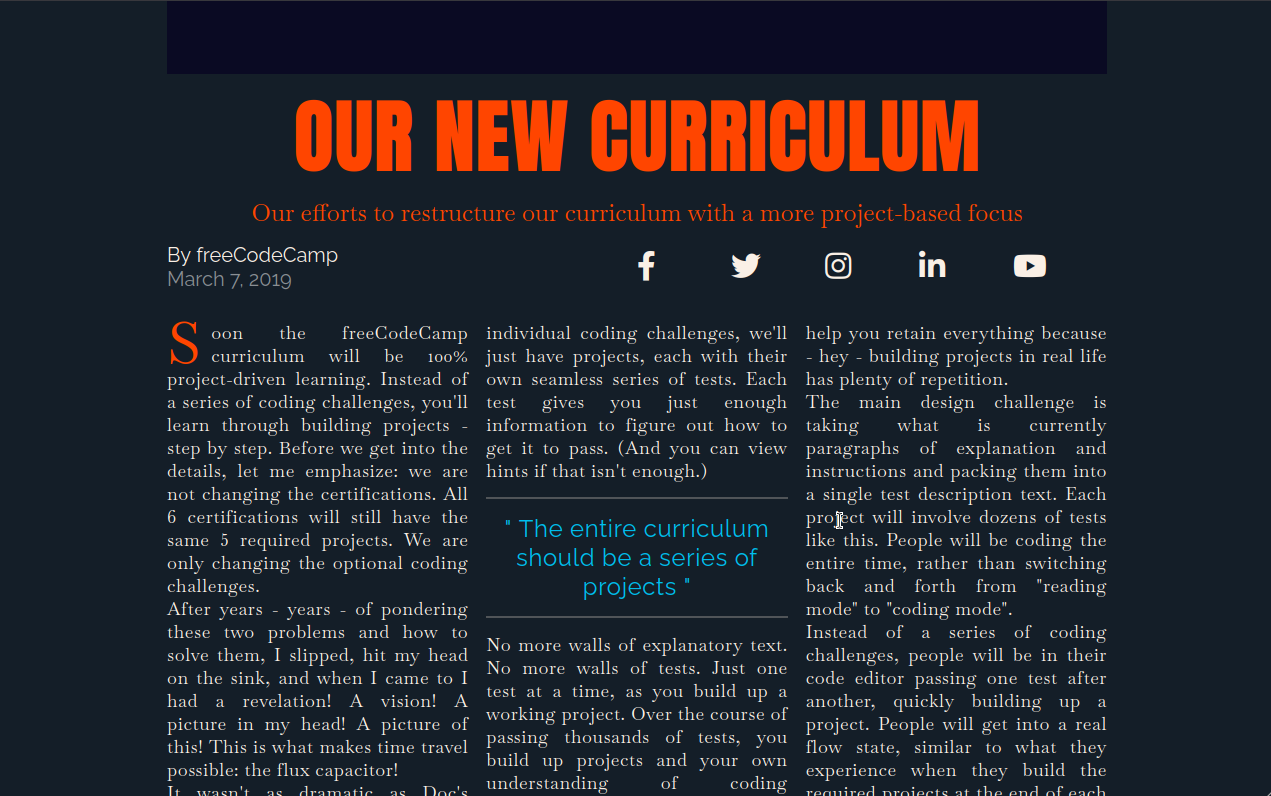 OUR NEW CURRICULUM
Our efforts to restructure our curriculum with a more project-based focus
By freeCodeCamp
March 7, 2019
Soon the freeCodeCamp
curriculum will be 100%
project-driven learning. Instead of
a series of coding challenges, you'll
learn through building projects -
step by step. Before we get into the
details, let me emphasize: we are
not changing the certifications. All
6 certifications will still have the
same 5 required projects. We are
only changing the optional coding
challenges.
After years - years - of pondering
these two problems and how to
solve them, I slipped, hit my head
on the sink, and when I came to I
had a revelation! A vision! A
picture in my head! A picture of
this! This is what makes time travel
possible: the flux capacitor!
It wasn't as dramatic as Doc's
individual coding challenges, we'll
just have projects, each with their
own seamless series of tests. Each
test gives you just enough
information to figure out how to
get it to pass. (And you can view
hints if that isn't enough.)
" The entire curriculum
should be a series of
projects "
No more walls of explanatory text.
No more walls of tests. Just one
test at a time, as you build up a
working project. Over the course of
passing thousands of tests, you
build up projects and your own
understanding of coding
help you retain everything because
- hey - building projects in real life
has plenty of repetition.
The main design challenge is
taking what is currently
paragraphs of explanation and
instructions and packing them into
a single test description text. Each
project will involve dozens of tests
like this. People will be coding the
entire time, rather than switching
back and forth from "reading
mode" to "coding mode".
Instead of a series of coding
challenges, people will be in their
code editor passing one test after
another, quickly building up a
project. People will get into a real
flow state, similar to what they
experience when they build the
required projects at the end of each